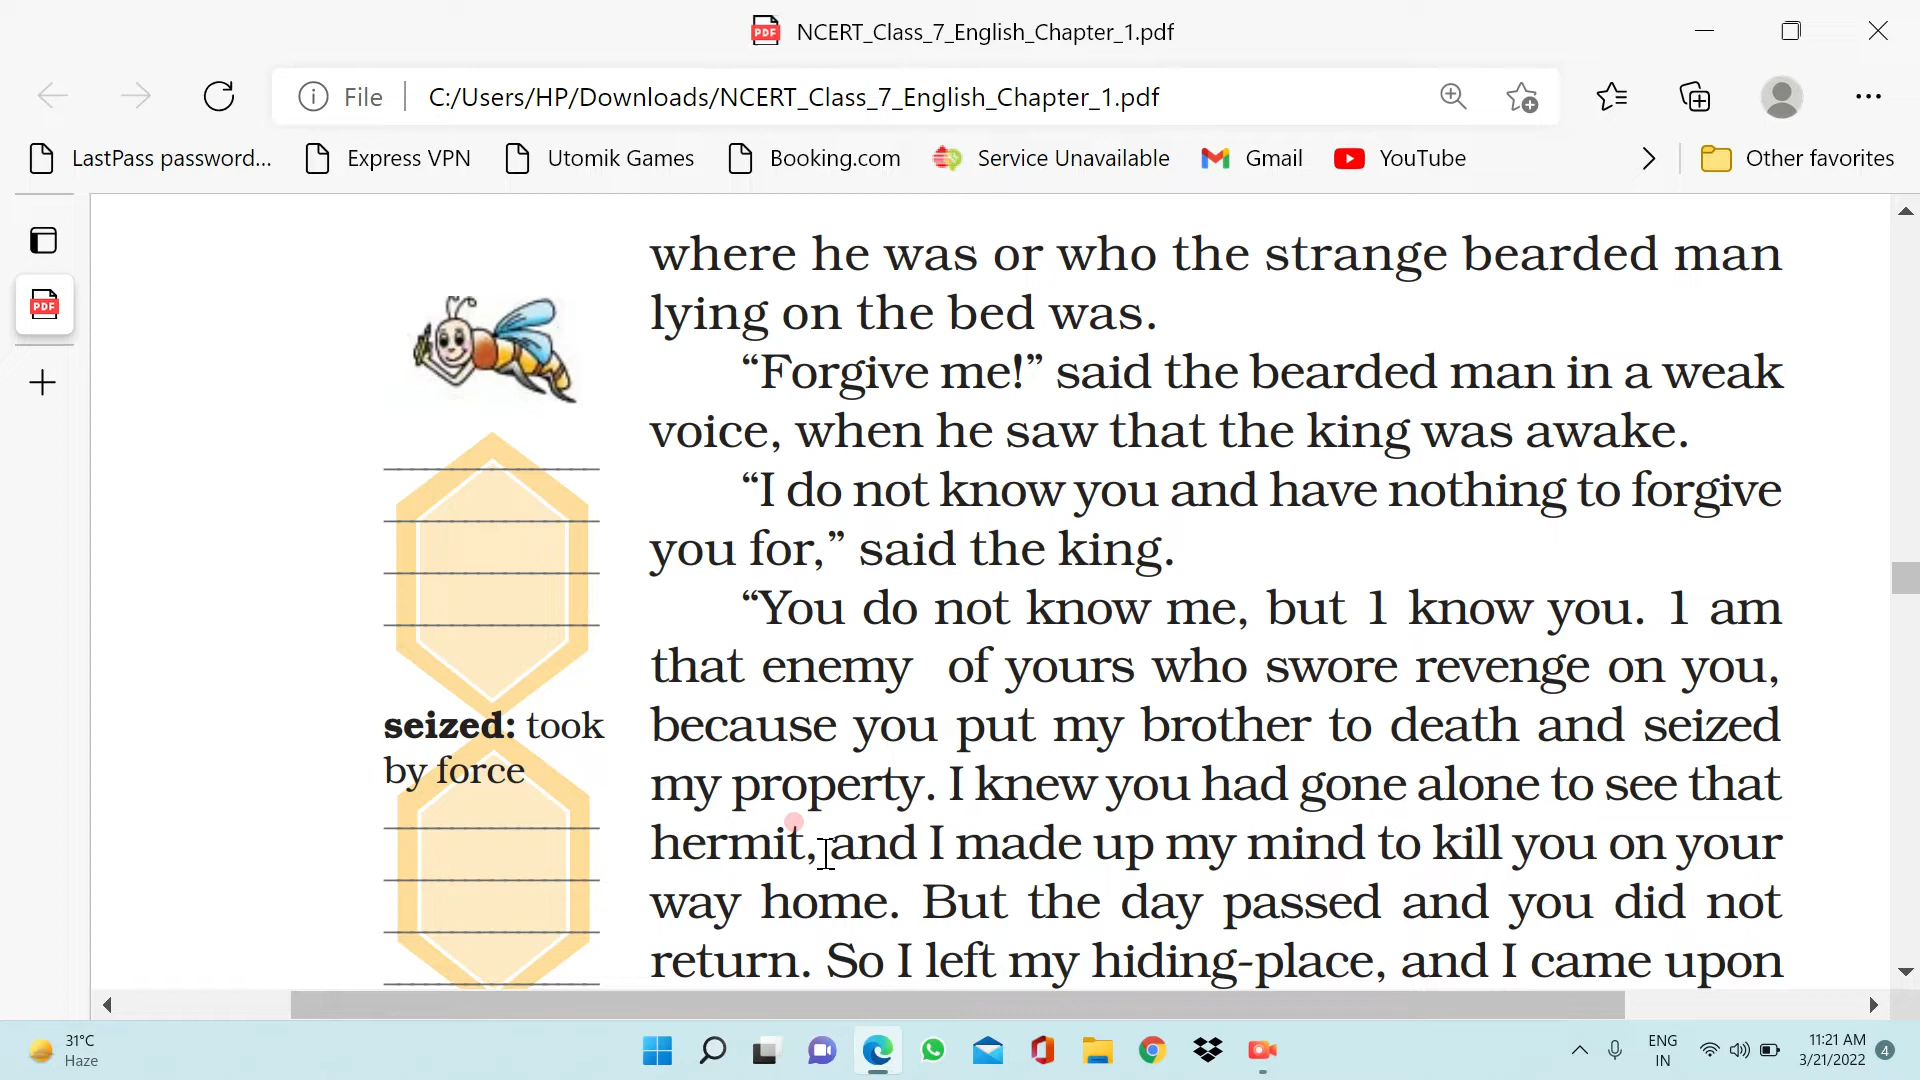 NCERT_Class_7_English_Chapter_1.pdf
File
C:/Users/HP/Downloads/NCERT_Class_7_English_Chapter_1.pdf
LastPass password... Express VPN Utomik Games Booking.com Service Unavailable Gmail YouTube Other favorites
where he was or who the strange bearded man
lying on the bed was.
“Forgive me!” said the bearded man in a weak
voice, when he saw that the king was awake.
“I do not know you and have nothing to forgive
you for,” said the king.
“You do not know me, but 1 know you. 1 am
that enemy of yours who swore revenge on you,
because you put my brother to death and seized
my property. I knew you had gone alone to see that
hermit, and I made up my mind to kill you on your
way home. But the day passed and you did not
return. So I left my hiding-place, and I came upon
seized: took
by force
PDF
PDF
31°C
Haze
ENG
IN
11:21 AM
3/21/2022
4